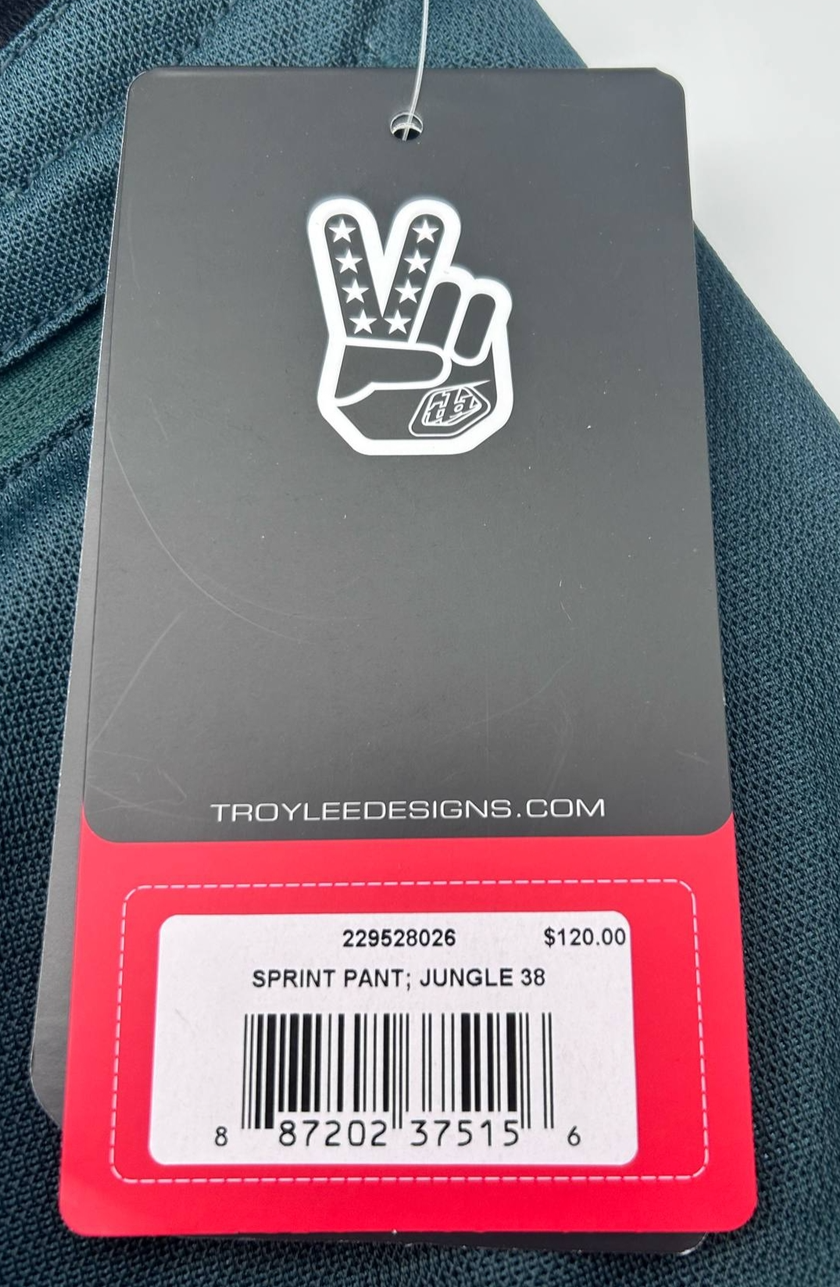 TROYLEEDESIGNS.COM
229528026 $120.00
SPRINT PANT; JUNGLE 38
8 87202 37515 6